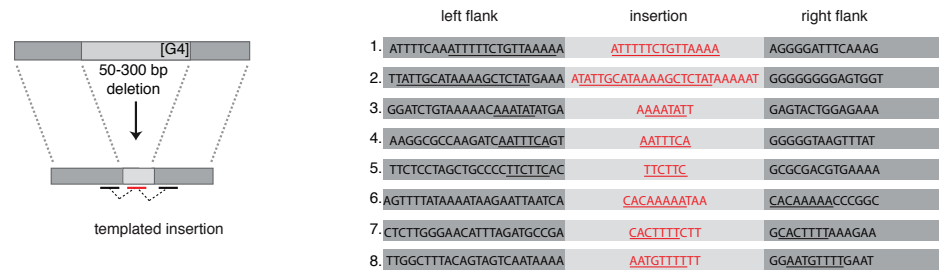 left flank insertion right flank
[G4]
50-300 bp
deletion
templated insertion
1. ATTTTCAAATTTTTCTGTTAAAAA ATTTTTCTGTTAAAA AGGGGATTTCAAAG
2. TTATTGCATAAAAGCTCTATGAAA ATATTGCATAAAAGCTCTATAAAAAT GGGGGGGGAGTGGT
3. GGATCTGTAAAAACAAATATATGA AAAATATT GAGTACTGGAGAAA
4. AAGGCGCCAAGATCAATTTCAGT AATTTCA GGGGGTAAGTTTAT
5. TTCTCCTAGCTGCCCCTTCTTCAC TTCTTC GCGCGACGTGAAAA
6. AGTTTTATAAAATAAGAATTAATCA CACAAAAATAA CACAAAAACCCGGC
7. CTCTTGGGAACATTTAGATGCCGA CACTTTTCTT GCACTTTTAAAGAA
8. TTGGCTTTACAGTAGTCAATAAAA AATGTTTTTT GGAATGTTTTGAAT